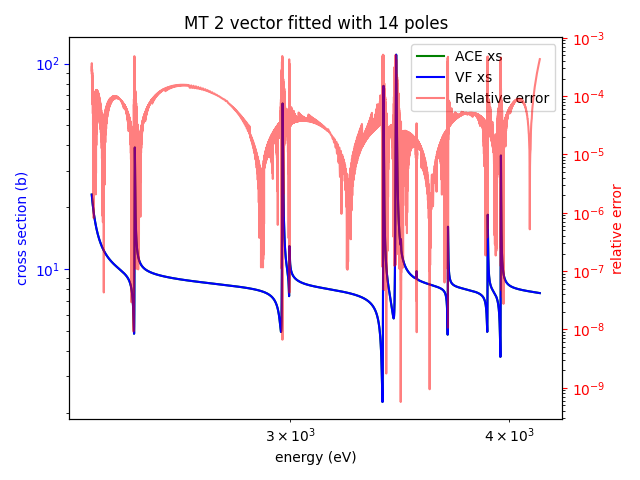 MT 2 vector fitted with 14 poles
ACE xs
VF xs
Relative error
10²
10¹
cross section (b)
10⁻³
10⁻⁴
10⁻⁵
10⁻⁶
10⁻⁷
10⁻⁸
10⁻⁹
relative error
3 × 10³
4 × 10³
energy (eV)